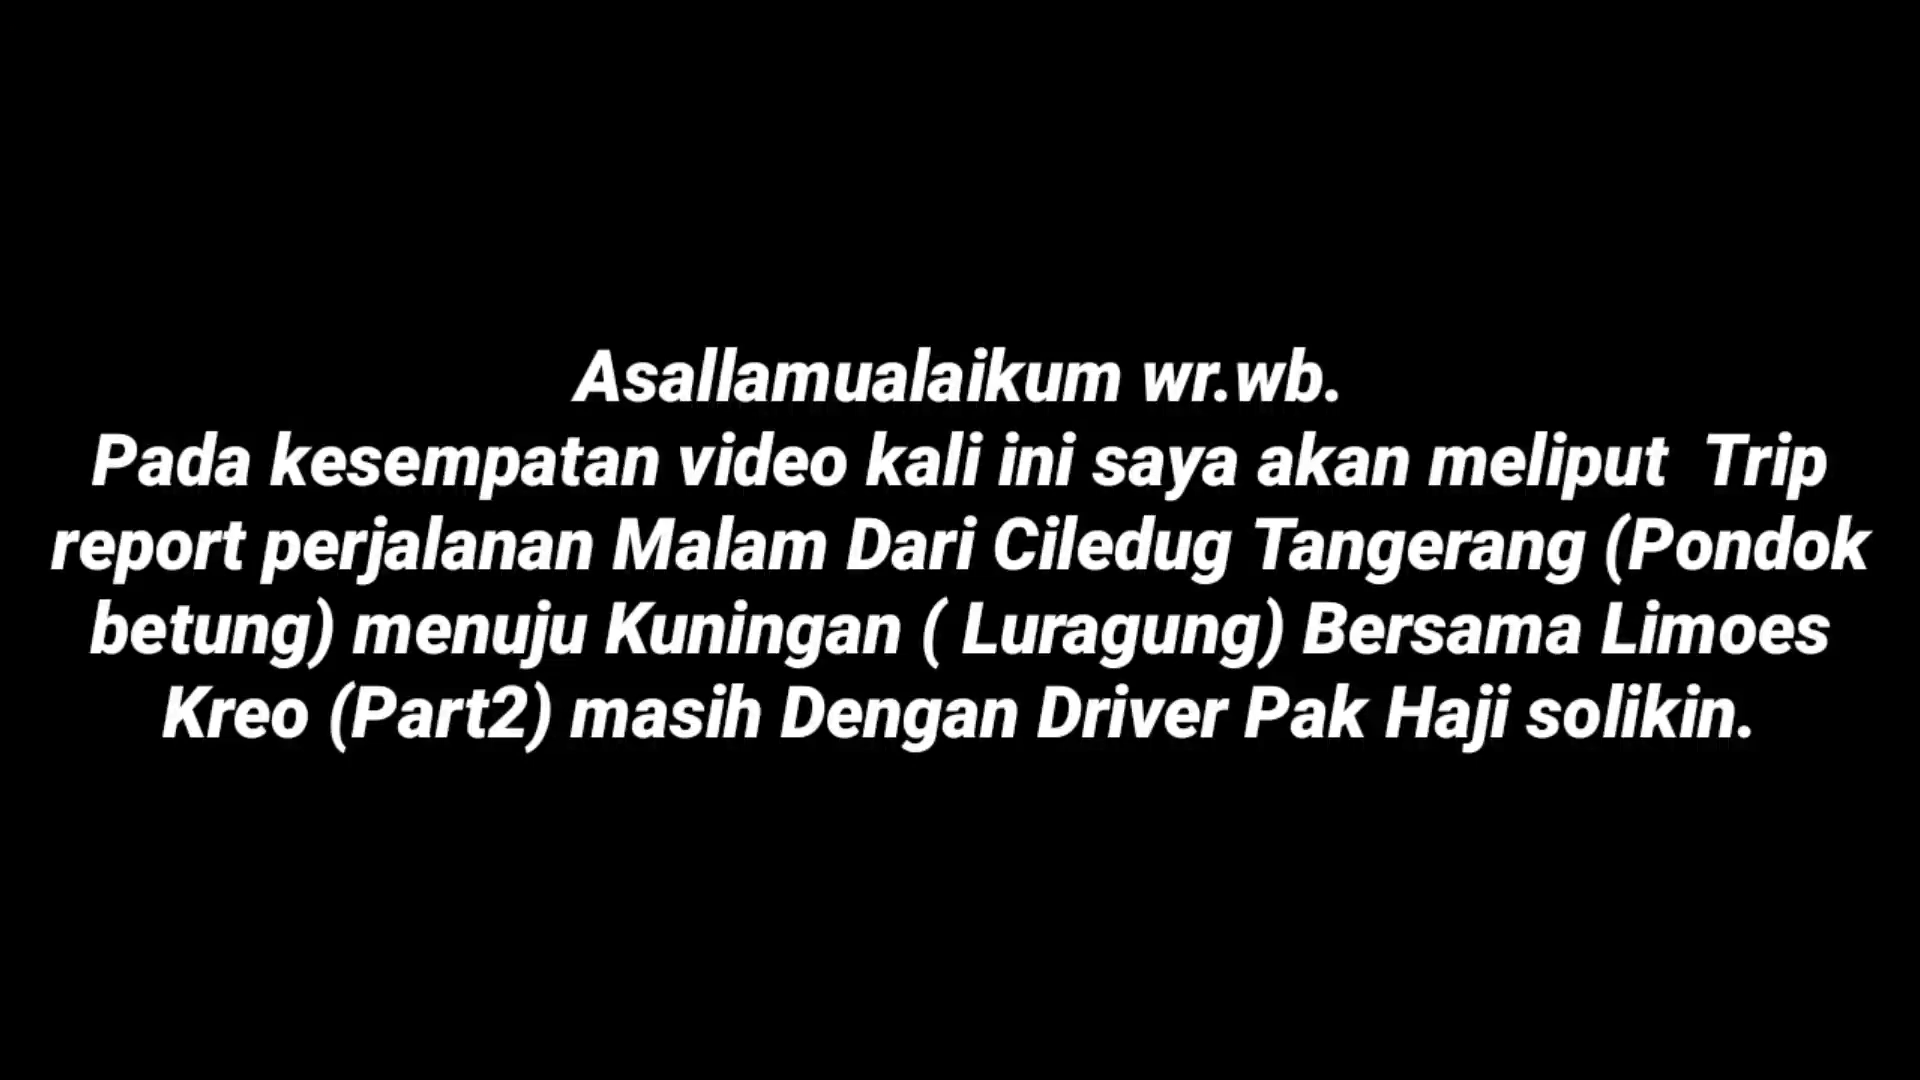 Asallamualaikum wr.wb.
Pada kesempatan video kali ini saya akan meliput  Trip
report perjalanan Malam Dari Ciledug Tangerang (Pondok
betung) menuju Kuningan ( Luragung) Bersama Limoes
Kreo (Part2) masih Dengan Driver Pak Haji solikin.